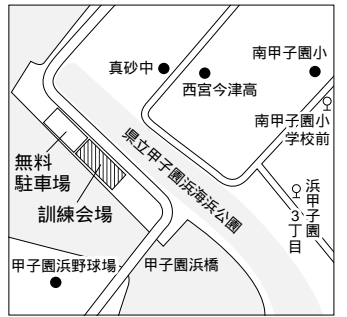 南甲子園小
真砂中
西宮今津高
南甲子園小
学校前
県立甲子園浜海浜公園
無料
駐車場
訓練会場
浜甲子園
3丁目
甲子園浜野球場
甲子園浜橋